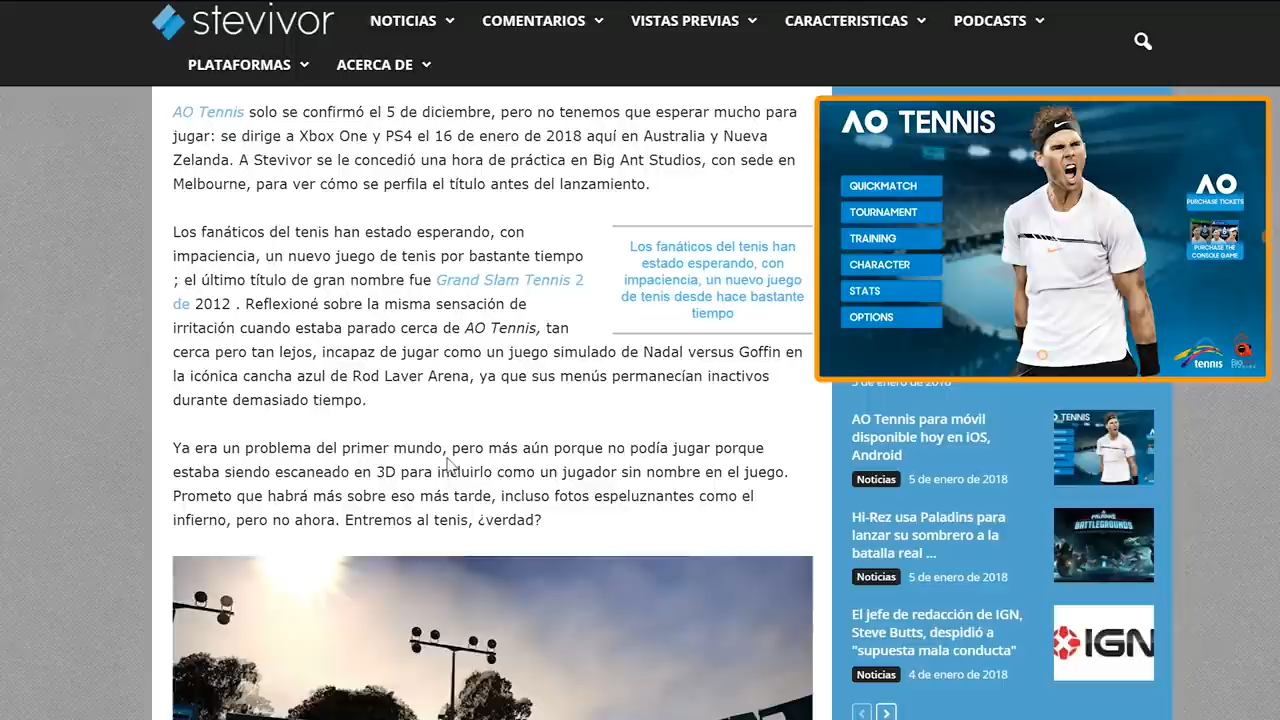 stevivor
NOTICIAS
COMENTARIOS
VISTAS PREVIAS
CARACTERISTICAS
PODCASTS
PLATAFORMAS
ACERCA DE
AO Tennis solo se confirmó el 5 de diciembre, pero no tenemos que esperar mucho para
jugar: se dirige a Xbox One y PS4 el 16 de enero de 2018 aquí en Australia y Nueva
Zelanda. A Stevivor se le concedió una hora de práctica en Big Ant Studios, con sede en
Melbourne, para ver cómo se perfila el título antes del lanzamiento.
Los fanáticos del tenis han estado esperando, con
impaciencia, un nuevo juego de tenis por bastante tiempo
; el último título de gran nombre fue Grand Slam Tennis 2
de 2012 . Reflexioné sobre la misma sensación de
irritación cuando estaba parado cerca de AO Tennis, tan
cerca pero tan lejos, incapaz de jugar como un juego simulado de Nadal versus Goffin en
la icónica cancha azul de Rod Laver Arena, ya que sus menús permanecían inactivos
durante demasiado tiempo.
Los fanáticos del tenis han
estado esperando, con
impaciencia, un nuevo juego
de tenis desde hace bastante
tiempo
Ya era un problema del primer mundo, pero más aún porque no podía jugar porque
estaba siendo escaneado en 3D para incluirlo como un jugador sin nombre en el juego.
Prometo que habrá más sobre eso más tarde, incluso fotos espeluznantes como el
infierno, pero no ahora. Entremos al tenis, ¿verdad?
AO TENNIS
QUICKMATCH
TOURNAMENT
TRAINING
CHARACTER
STATS
OPTIONS
AO
PURCHASE TICKETS
PURCHASE THE
CONSOLE GAME
tennis
5 de enero de 2018
AO Tennis para móvil
disponible hoy en iOS,
Android
Noticias 5 de enero de 2018
TENNIS
Hi-Rez usa Paladins para
lanzar su sombrero a la
batalla real ...
Noticias 5 de enero de 2018
BATTLEGROUNDS
El jefe de redacción de IGN,
Steve Butts, despidió a
"supuesta mala conducta"
Noticias 4 de enero de 2018
IGN